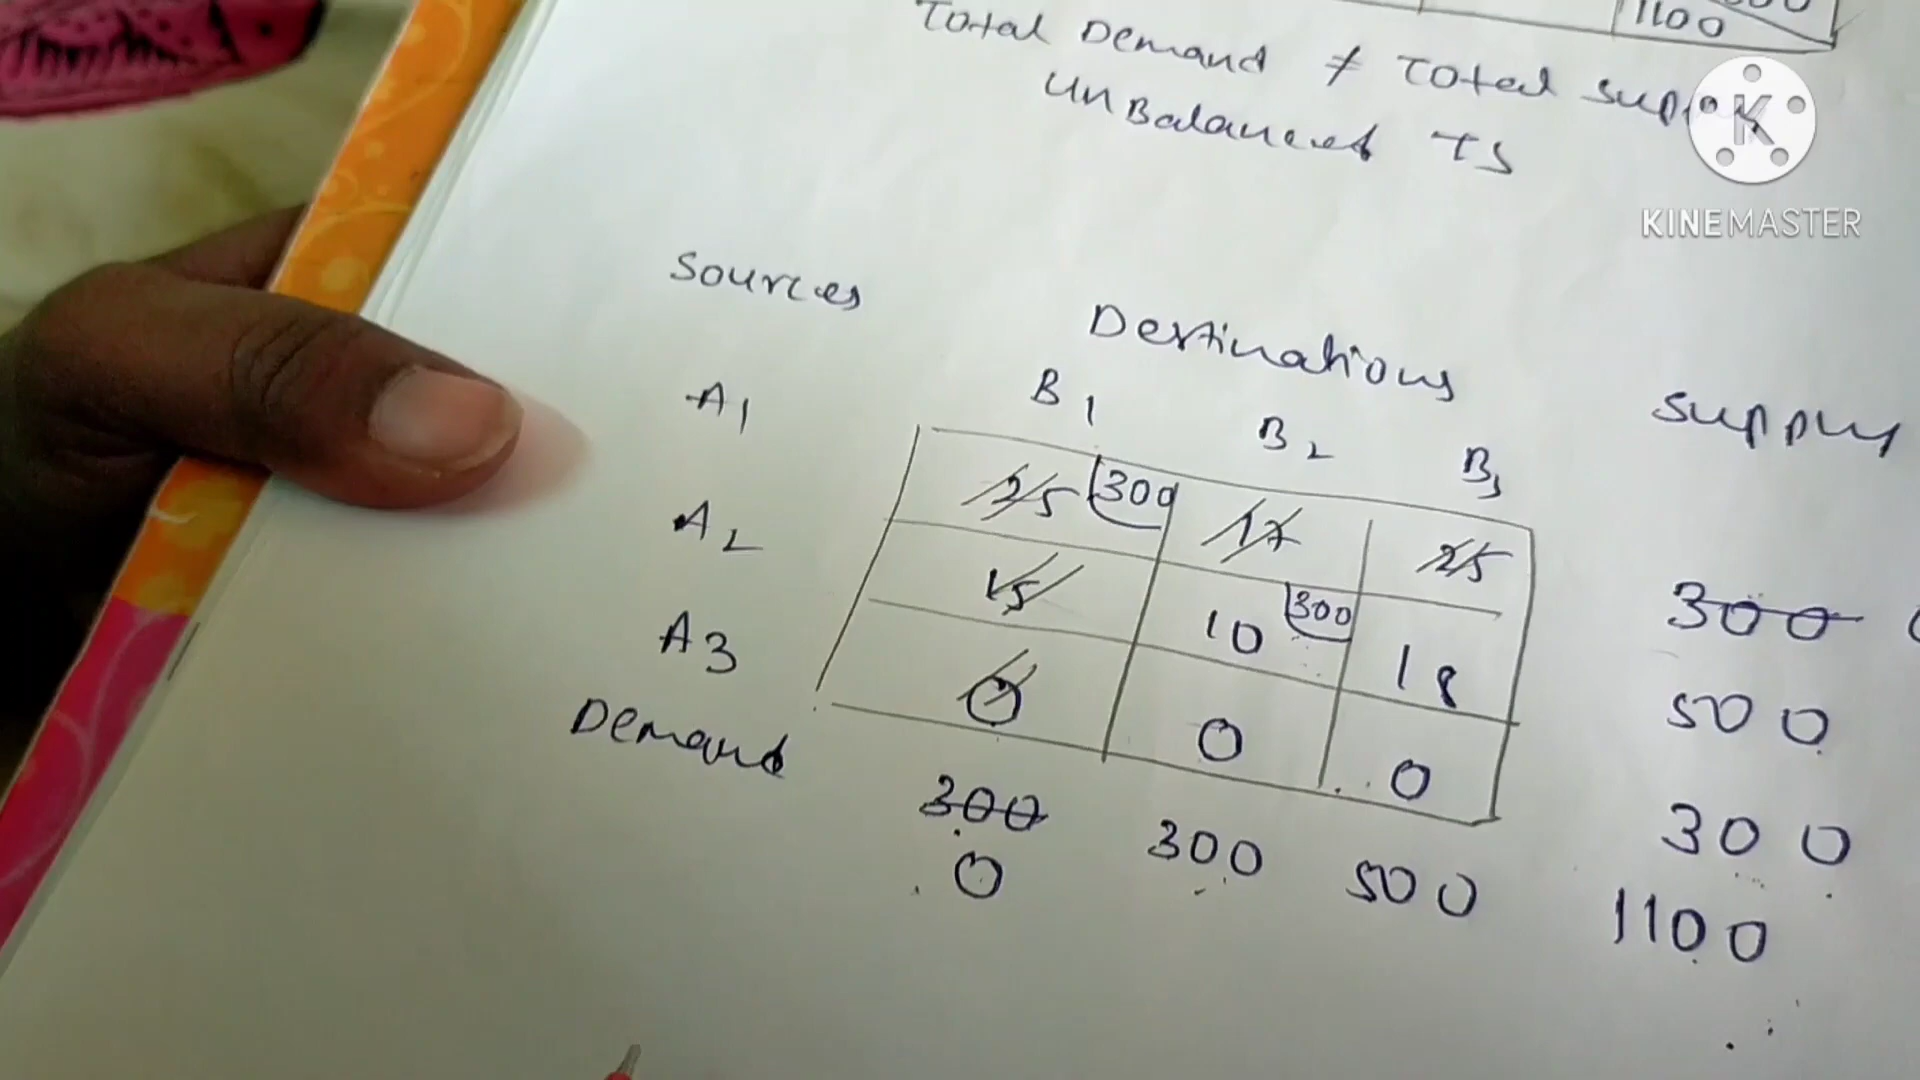 1100
Total Demand ≠ Total supply
UnBalanced TS
K
KINEMASTER
Sources
Destinations
B1 B2 B3 supply
A1 25 300 17 25 300
A2 15 10 300 18 500
A3 0 0 0 300
Demand 300 300 500 1100
0